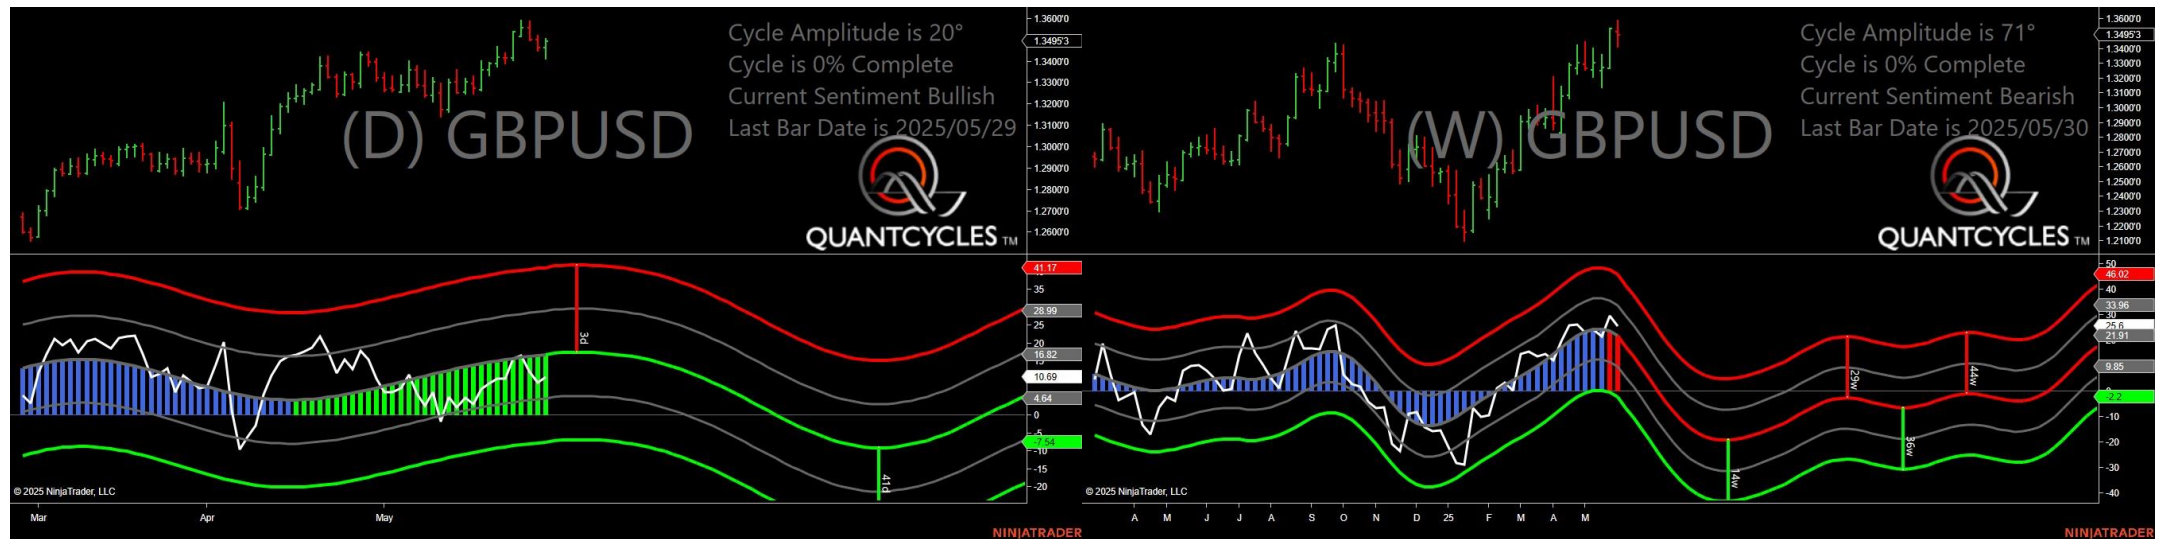 Cycle Amplitude is 20°
Cycle is 0% Complete
Current Sentiment Bullish
Last Bar Date is 2025/05/29
(D) GBPUSD
QUANTCYCLES TM
1.3600'0
1.3495'3
1.3400'0
1.3300'0
1.3200'0
1.3100'0
1.3000'0
1.2900'0
1.2800'0
1.2700'0
1.2600'0
41.17
35
28.99
25
16.82
10.69
4.64
0
-5
-7.54
-10
-15
-20
3d
41d
© 2025 NinjaTrader, LLC
Mar
Apr
May
NINJATRADER
Cycle Amplitude is 71°
Cycle is 0% Complete
Current Sentiment Bearish
Last Bar Date is 2025/05/30
(W) GBPUSD
QUANTCYCLES TM
1.3600'0
1.3495'3
1.3400'0
1.3300'0
1.3200'0
1.3100'0
1.3000'0
1.2900'0
1.2800'0
1.2700'0
1.2600'0
1.2500'0
1.2400'0
1.2300'0
1.2200'0
1.2100'0
50
46.02
40
33.96
30
25.6
21.91
9.85
0
-2.2
-10
-20
-30
-40
14w
29w
36w
44w
© 2025 NinjaTrader, LLC
A M J J A S O N D 25 F M A M
NINJATRADER